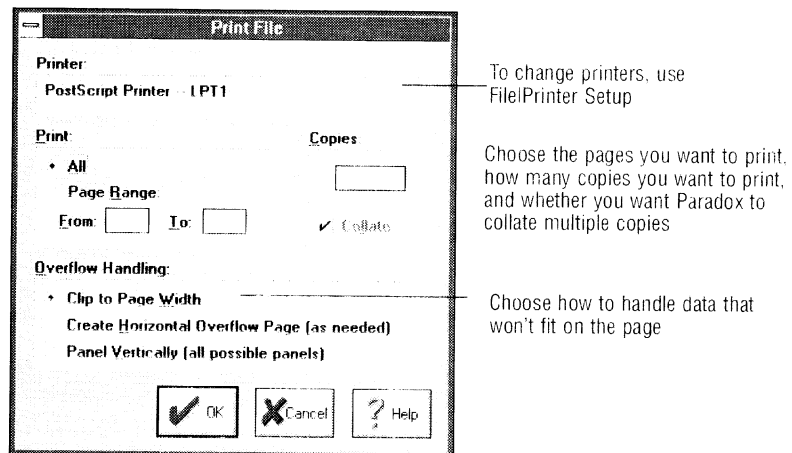 Print File
Printer:
PostScript Printer - LPT1
To change printers, use
File|Printer Setup
Print:
All
Page Range:
From:
To:
Copies
Collate
Choose the pages you want to print,
how many copies you want to print,
and whether you want Paradox to
collate multiple copies
Overflow Handling:
Clip to Page Width
Create Horizontal Overflow Page (as needed)
Panel Vertically (all possible panels)
Choose how to handle data that
won't fit on the page
OK
Cancel
? Help